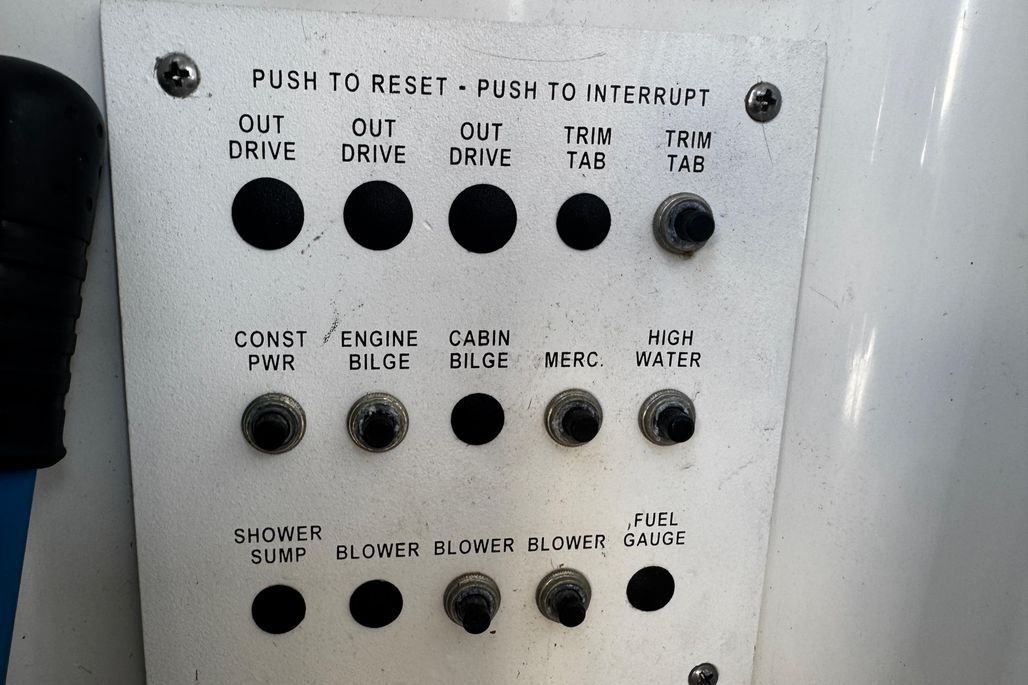 PUSH TO RESET - PUSH TO INTERRUPT
OUT DRIVE
OUT DRIVE
OUT DRIVE
TRIM TAB
TRIM TAB
CONST PWR
ENGINE BILGE
CABIN BILGE
MERC.
HIGH WATER
SHOWER SUMP
BLOWER
BLOWER
BLOWER
FUEL GAUGE